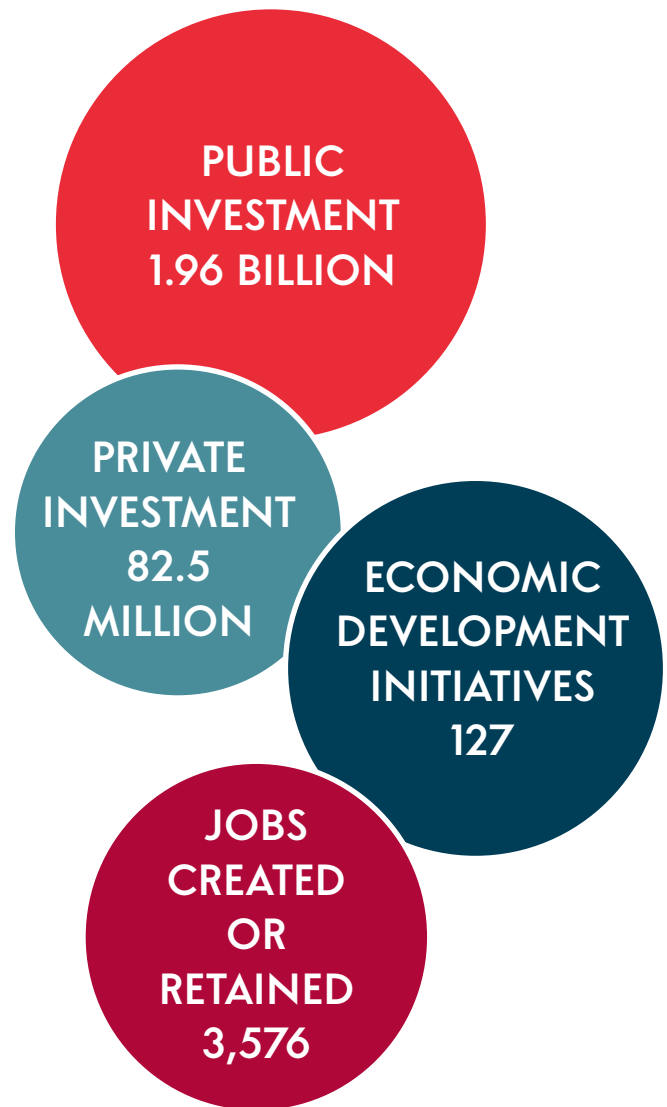 PUBLIC
INVESTMENT
1.96 BILLION
PRIVATE
INVESTMENT
82.5
MILLION
ECONOMIC
DEVELOPMENT
INITIATIVES
127
JOBS
CREATED
OR
RETAINED
3,576